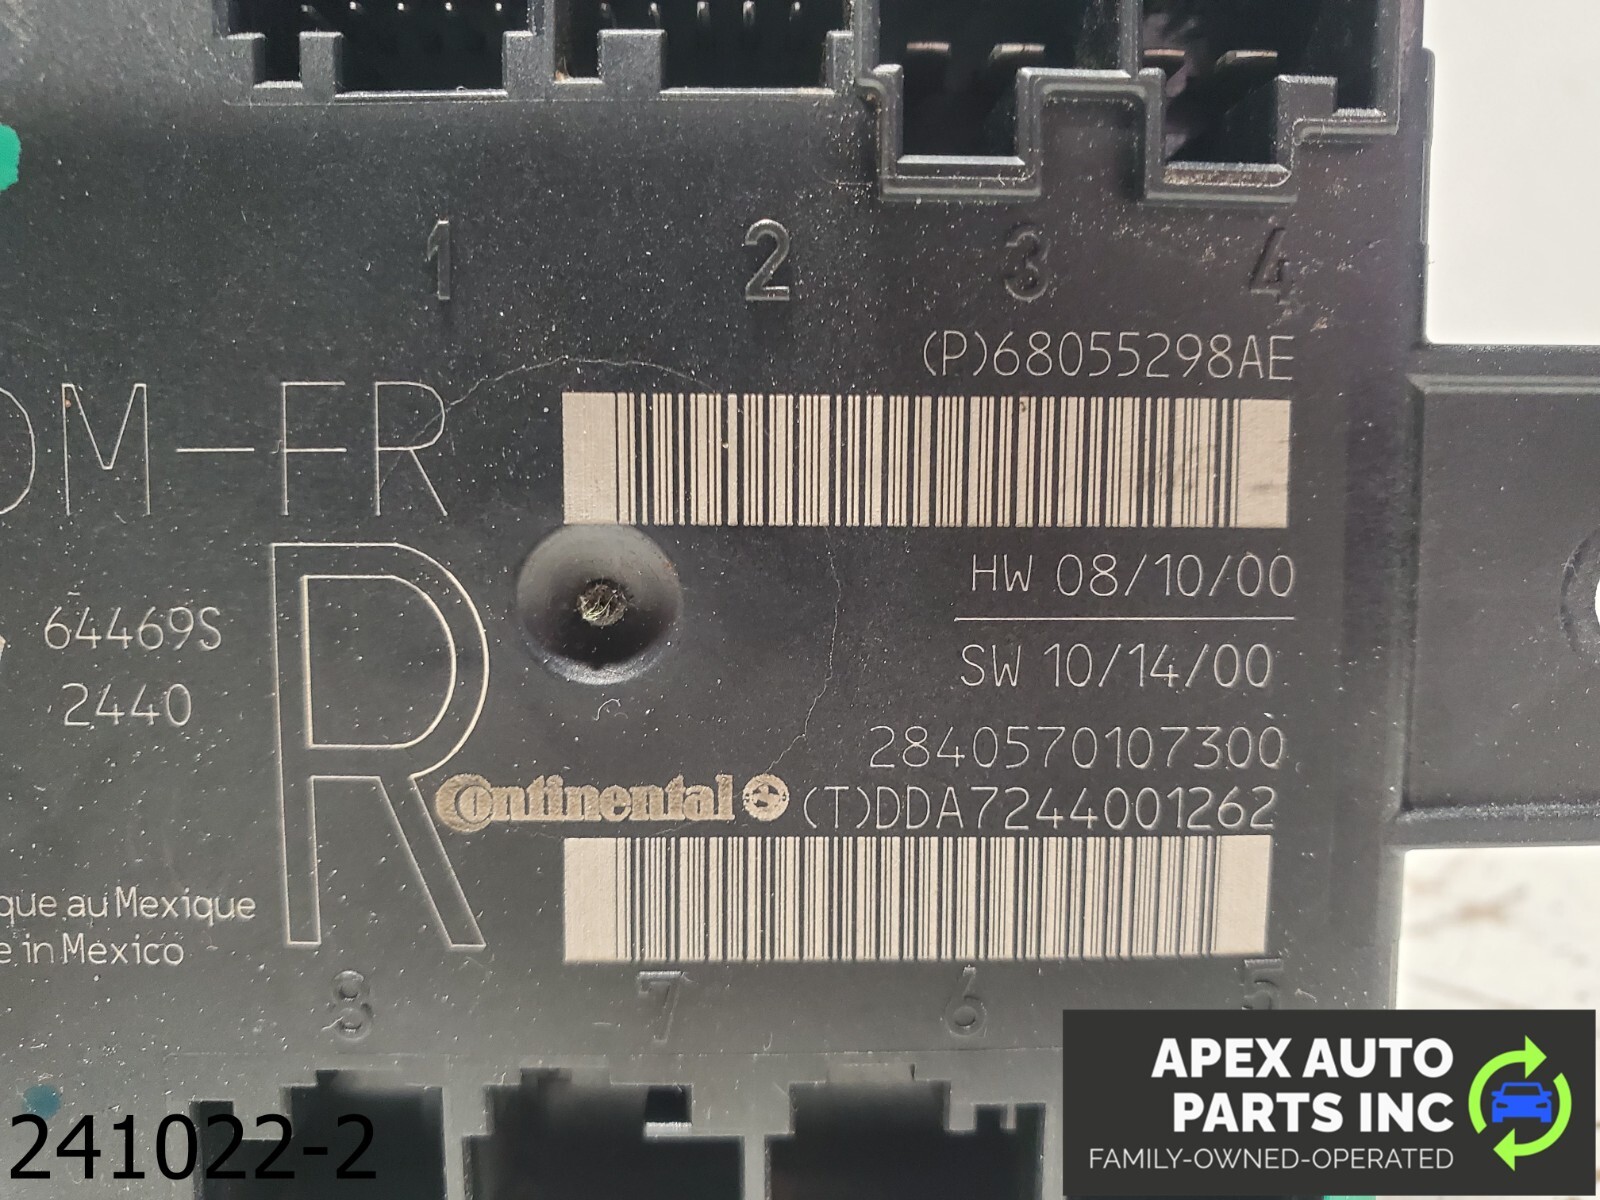 1 2 3 4
(P)68055298AE
DM-FR
HW 08/10/00
SW 10/14/00
64469S
2440
R
2840570107300
Continental (T)DDA7244001262
que au Mexique
e in México
8 7 6 5
241022-2
APEX AUTO
PARTS INC
FAMILY-OWNED-OPERATED